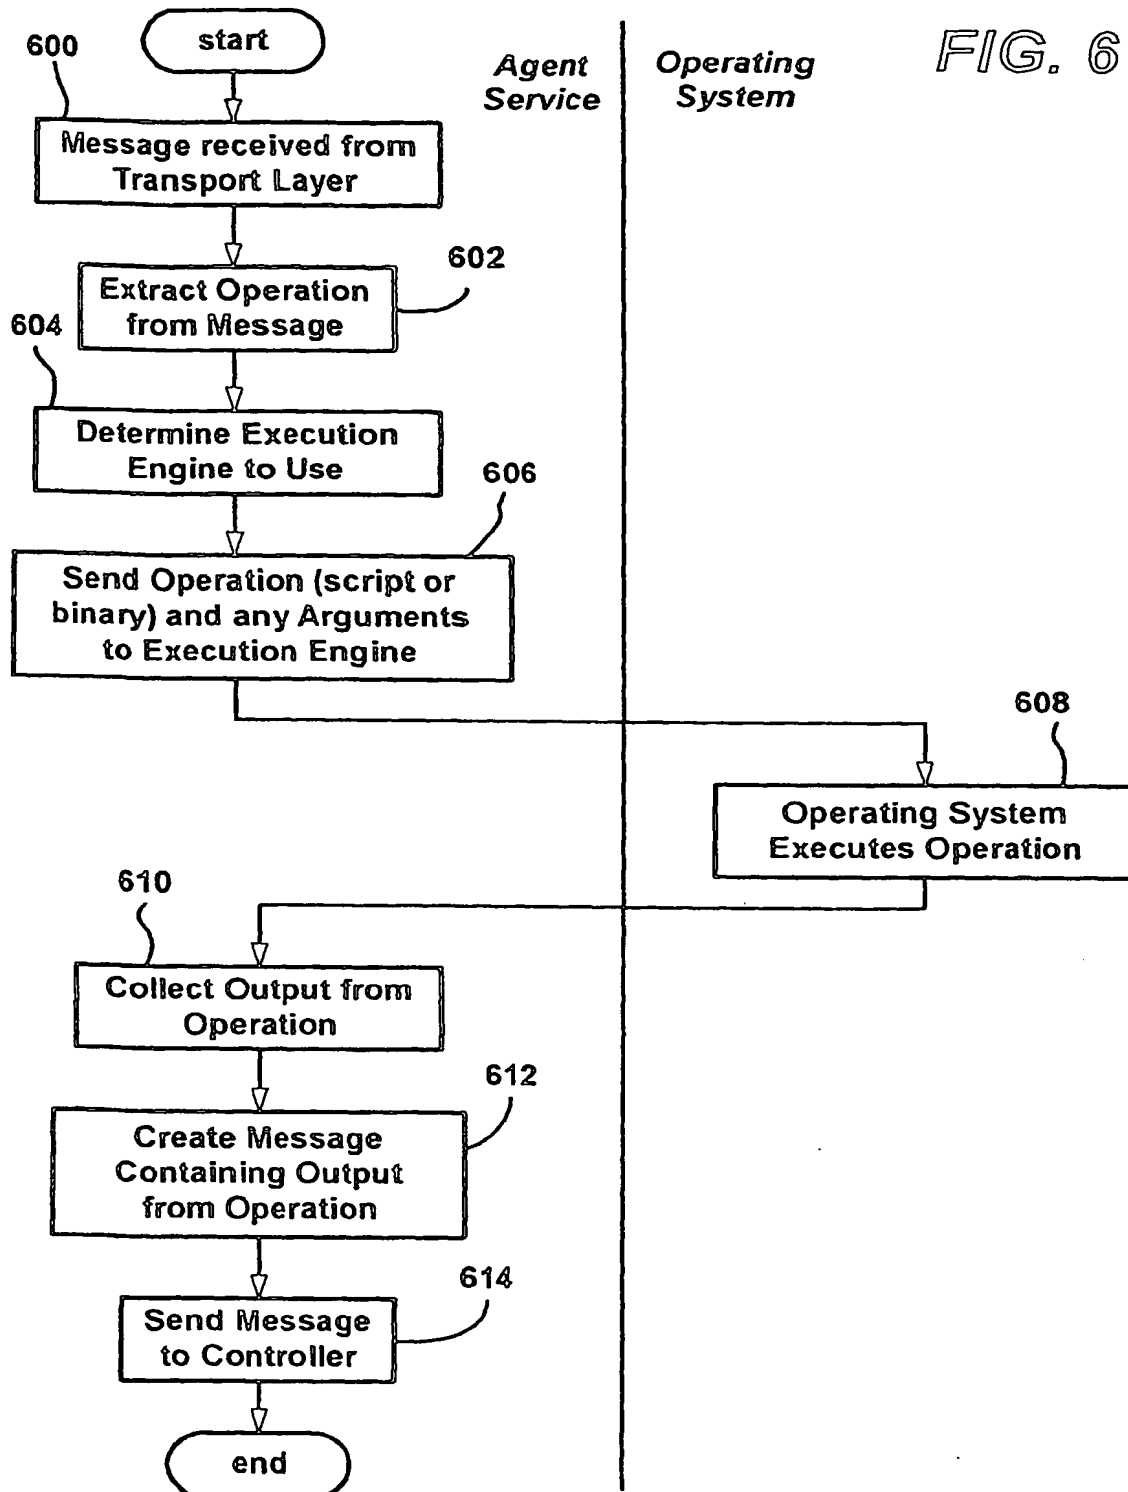 start
600
Agent
Service
Operating
System
FIG. 6
Message received from
Transport Layer
602
Extract Operation
from Message
604
Determine Execution
Engine to Use
606
Send Operation (script or
binary) and any Arguments
to Execution Engine
608
Operating System
Executes Operation
610
Collect Output from
Operation
612
Create Message
Containing Output
from Operation
614
Send Message
to Controller
end